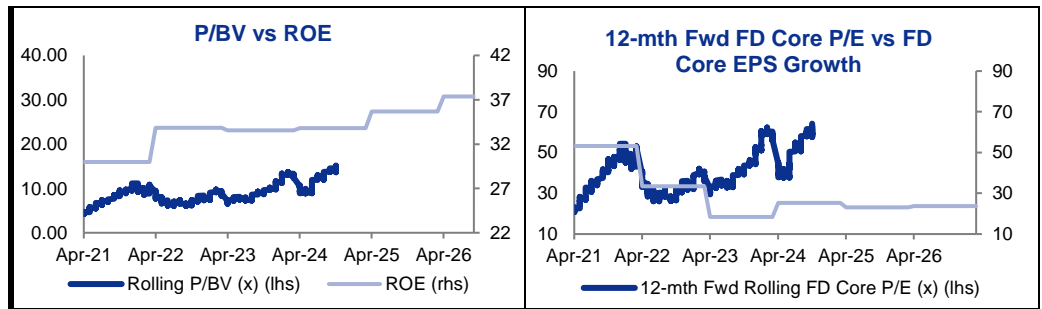 P/BV vs ROE
40.00
30.00
20.00
10.00
0.00
42
37
32
27
22
Apr-21 Apr-22 Apr-23 Apr-24 Apr-25 Apr-26
Rolling P/BV (x) (lhs) ROE (rhs)
12-mth Fwd FD Core P/E vs FD
Core EPS Growth
90
70
50
30
10
90
70
50
30
10
Apr-21 Apr-22 Apr-23 Apr-24 Apr-25 Apr-26
12-mth Fwd Rolling FD Core P/E (x) (lhs)